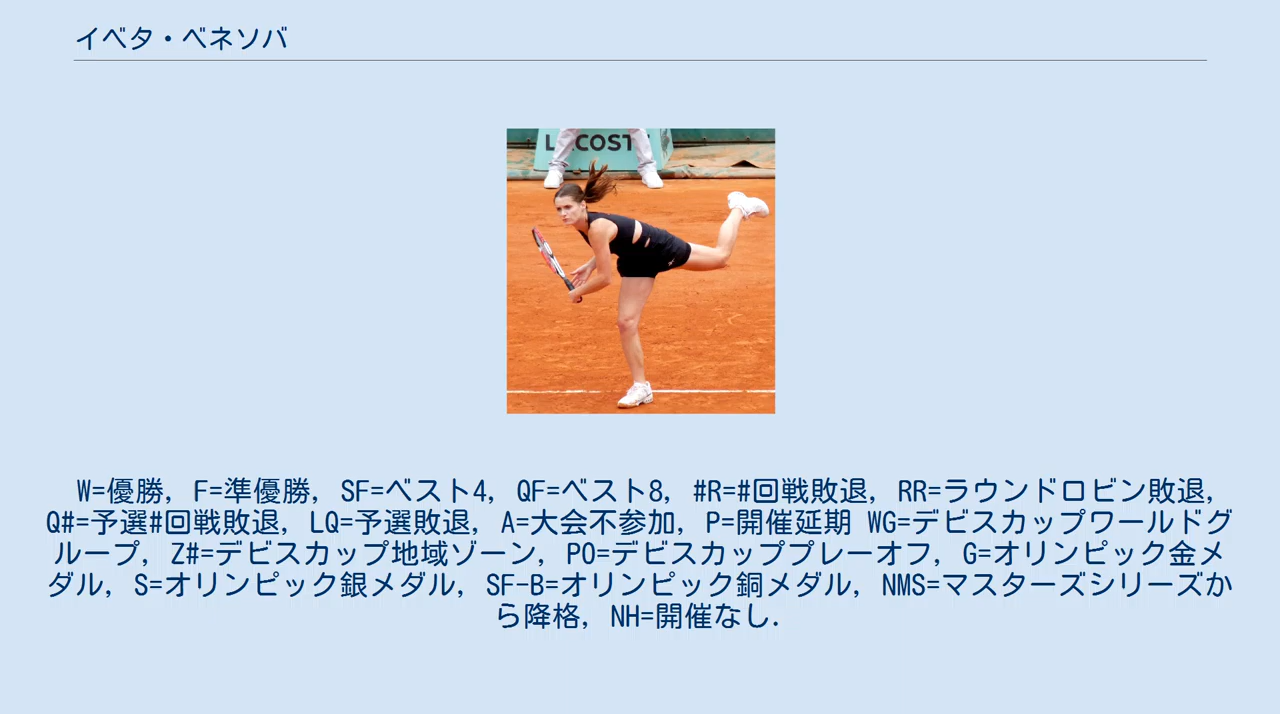 イベタ・ベネソバ
LACOST
W=優勝, F=準優勝, SF=ベスト4, QF=ベスト8, #R=#回戦敗退, RR=ラウンドロビン敗退,
Q#=予選#回戦敗退, LQ=予選敗退, A=大会不参加, P=開催延期 WG=デビスカップワールドグ
ループ, Z#=デビスカップ地域ゾーン, PO=デビスカッププレーオフ, G=オリンピック金メ
ダル, S=オリンピック銀メダル, SF-B=オリンピック銅メダル, NMS=マスターズシリーズか
ら降格, NH=開催なし.